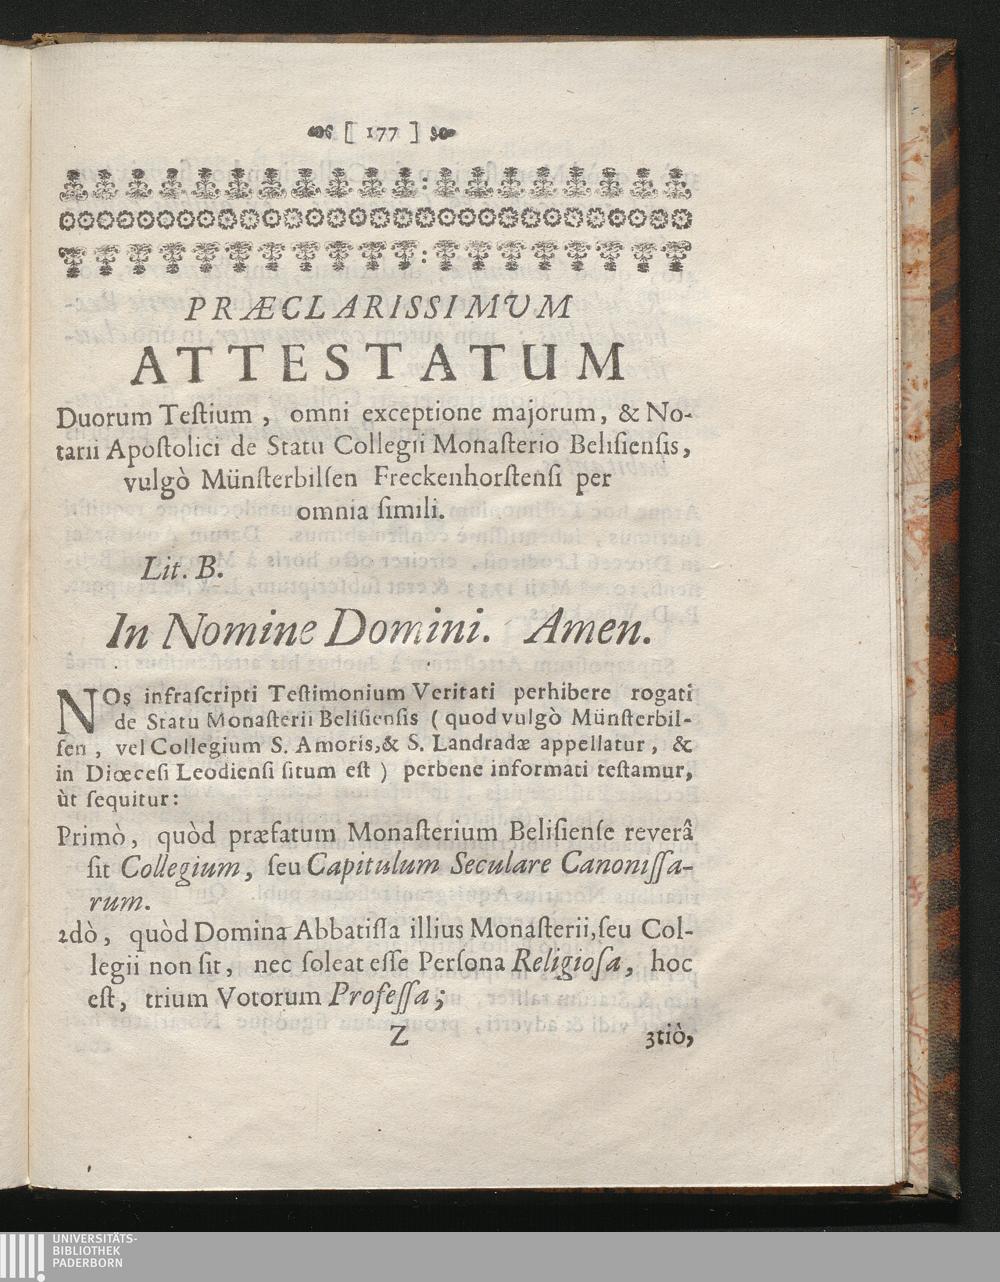 [ 177 ]
PRÆCLARISSIMUM
ATTESTATUM
Duorum Teſtium, omni exceptione majorum, & No-
tarii Apoſtolici de Statu Collegii Monaſterio Beliſienſis,
vulgò Münſterbilſen Freckenhorſtenſi per
omnia ſimili.
Lit. B.
In Nomine Domini. Amen.
NOs infraſcripti Teſtimonium Veritati perhibere rogati
de Statu Monaſterii Beliſienſis ( quod vulgò Münſterbil-
ſen, vel Collegium S. Amoris,& S. Landradæ appellatur, &
in Diœceſi Leodienſi ſitum eſt ) perbene informati teſtamur,
ùt ſequitur:
Primò, quòd præfatum Monaſterium Beliſienſe reverâ
ſit Collegium, ſeu Capitulum Seculare Canoniſſa-
rum.
2dò, quòd Domina Abbatiſſa illius Monaſterii,ſeu Col-
legii non ſit, nec ſoleat eſſe Perſona Religioſa, hoc
eſt, trium Votorum Profeſſa;
Z
3tiò,
UNIVERSITÄTS-
BIBLIOTHEK
PADERBORN